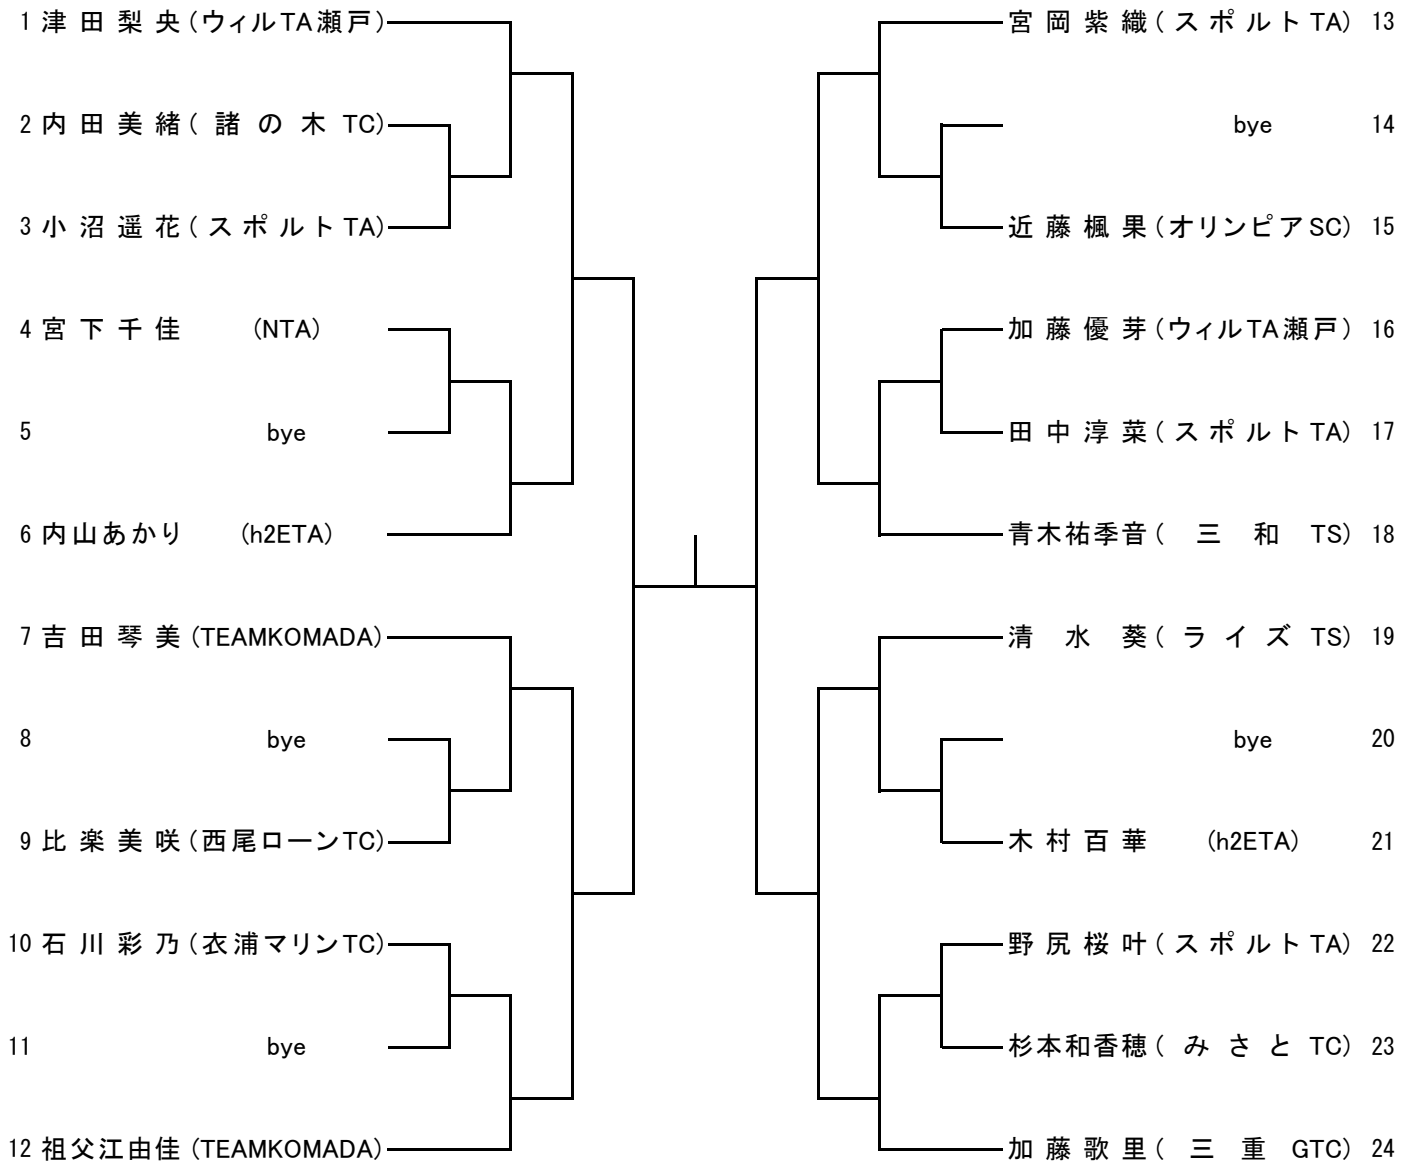 1 津田梨央(ウィルTA瀬戸)
2 内田美緒(諸の木TC)
3 小沼遥花(スポルトTA)
4 宮下千佳 (NTA)
5 bye
6 内山あかり (h2ETA)
7 吉田琴美(TEAMKOMADA)
8 bye
9 比楽美咲(西尾ローンTC)
10 石川彩乃(衣浦マリンTC)
11 bye
12 祖父江由佳(TEAMKOMADA)
宮岡紫織(スポルトTA) 13
bye 14
近藤楓果(オリンピアSC) 15
加藤優芽(ウィルTA瀬戸) 16
田中淳菜(スポルトTA) 17
青木祐季音(三和TS) 18
清水葵(ライズTS) 19
bye 20
木村百華 (h2ETA) 21
野尻桜叶(スポルトTA) 22
杉本和香穂(みさとTC) 23
加藤歌里(三重GTC) 24